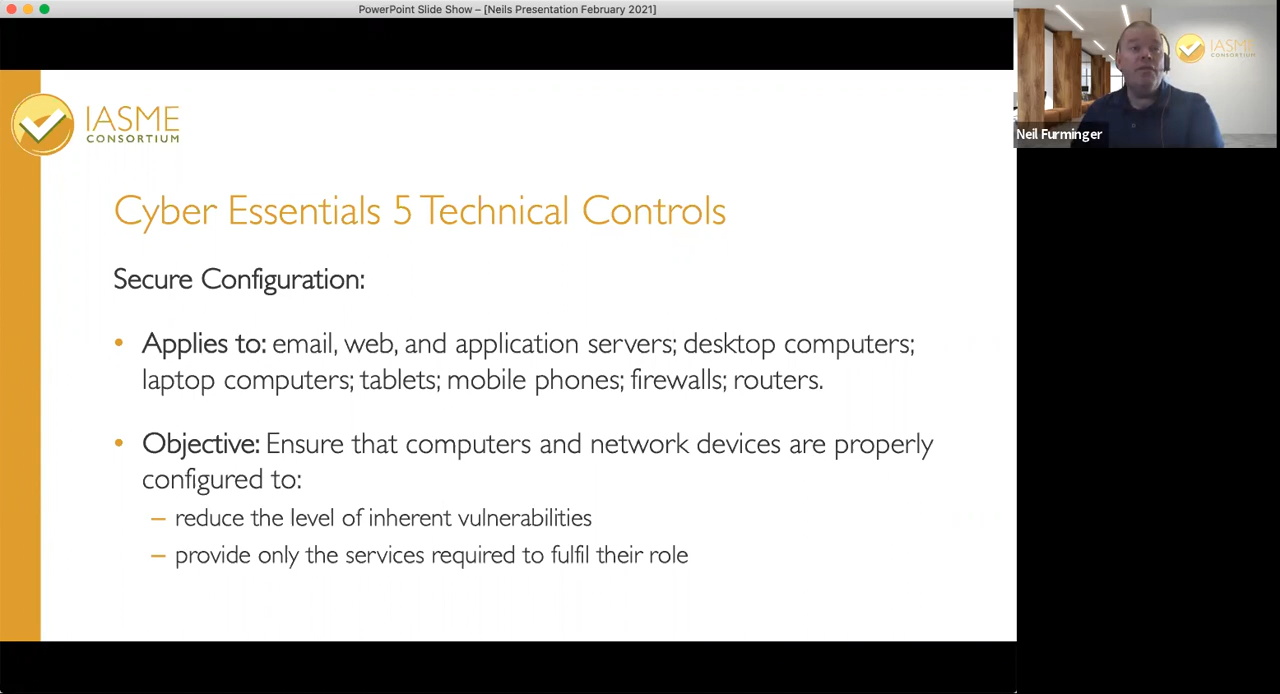 PowerPoint Slide Show – [Neils Presentation February 2021]
IASME
CONSORTIUM
Neil Furminger
IASME
CONSORTIUM
Cyber Essentials 5 Technical Controls
Secure Configuration:
• Applies to: email, web, and application servers; desktop computers;
laptop computers; tablets; mobile phones; firewalls; routers.
• Objective: Ensure that computers and network devices are properly
configured to:
– reduce the level of inherent vulnerabilities
– provide only the services required to fulfil their role